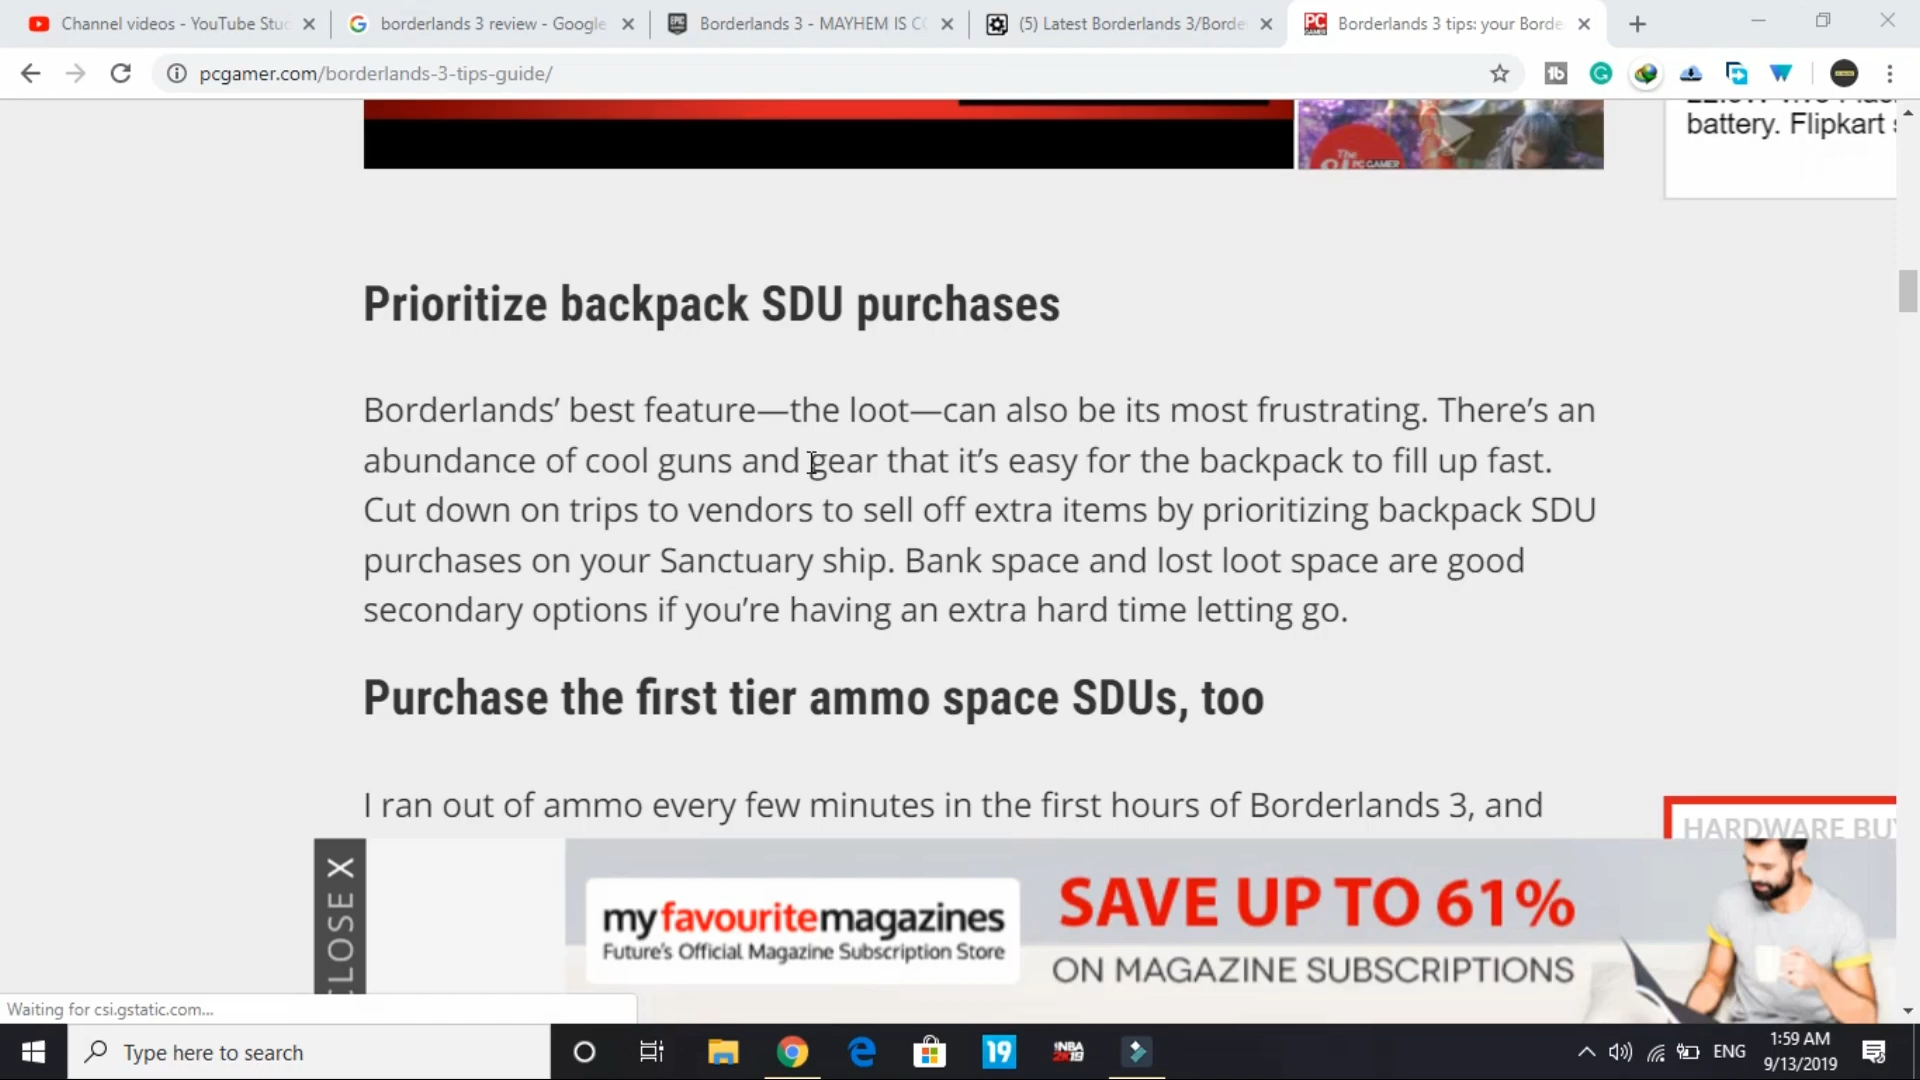 Channel videos - YouTube Stu
borderlands 3 review - Google
Borderlands 3 - MAYHEM IS C
(5) Latest Borderlands 3/Borde
Borderlands 3 tips: your Borde
pcgamer.com/borderlands-3-tips-guide/
battery. Flipkart
The
PC GAMER
Prioritize backpack SDU purchases
Borderlands’ best feature—the loot—can also be its most frustrating. There’s an
abundance of cool guns and gear that it’s easy for the backpack to fill up fast.
Cut down on trips to vendors to sell off extra items by prioritizing backpack SDU
purchases on your Sanctuary ship. Bank space and lost loot space are good
secondary options if you’re having an extra hard time letting go.
Purchase the first tier ammo space SDUs, too
I ran out of ammo every few minutes in the first hours of Borderlands 3, and
HARDWARE BU
CLOSE X
myfavouritemagazines
Future's Official Magazine Subscription Store
SAVE UP TO 61%
ON MAGAZINE SUBSCRIPTIONS
Waiting for csi.gstatic.com...
Type here to search
19
NBA
2K19
ENG
1:59 AM
9/13/2019